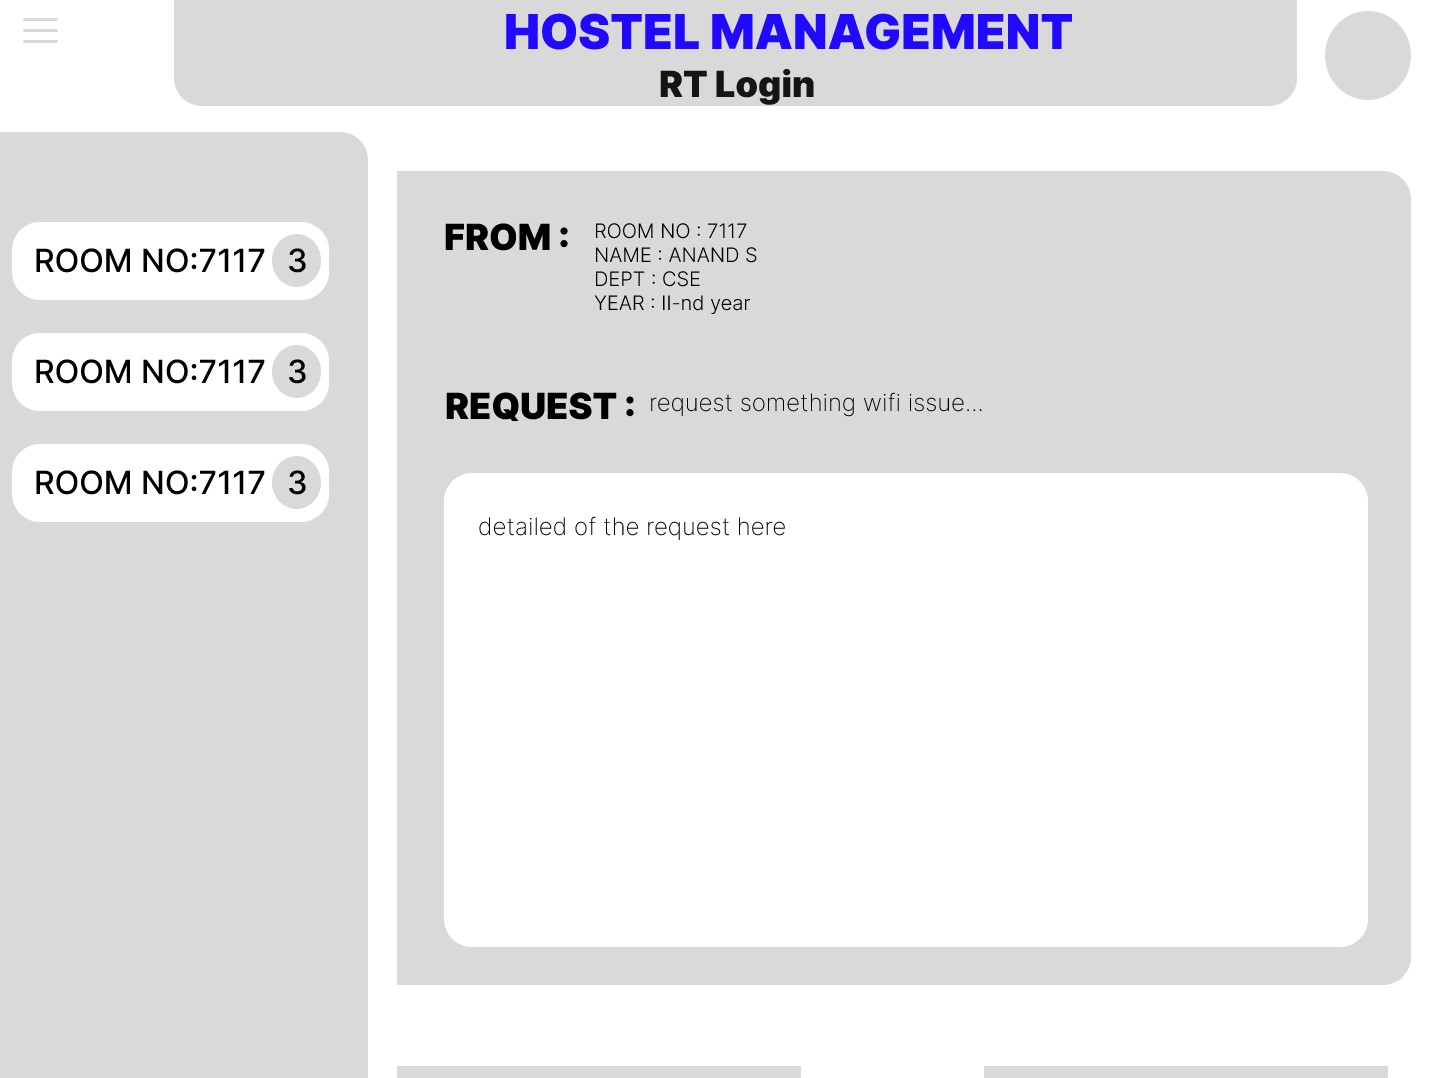 HOSTEL MANAGEMENT
RT Login
ROOM NO:7117 3
ROOM NO:7117 3
ROOM NO:7117 3
FROM :
ROOM NO : 7117
NAME : ANAND S
DEPT : CSE
YEAR : II-nd year
REQUEST : request something wifi issue...
detailed of the request here